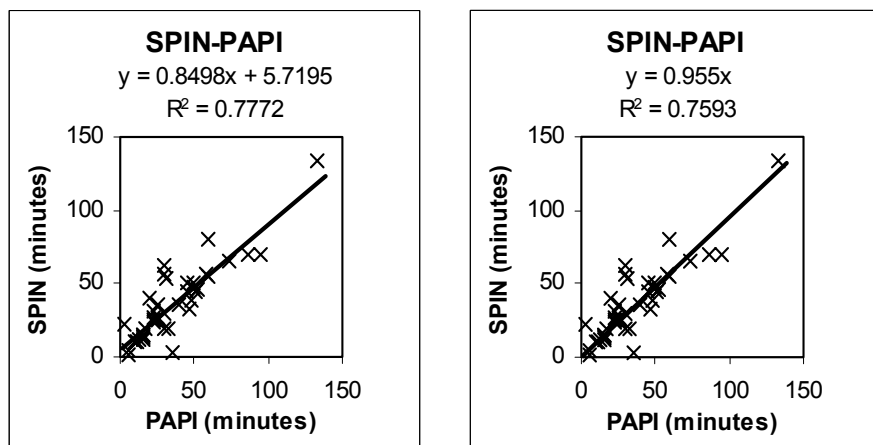 SPIN-PAPI
y = 0.8498x + 5.7195
R² = 0.7772
150
100
50
0
SPIN (minutes)
0 50 100 150
PAPI (minutes)
SPIN-PAPI
y = 0.955x
R² = 0.7593
150
100
50
0
SPIN (minutes)
0 50 100 150
PAPI (minutes)